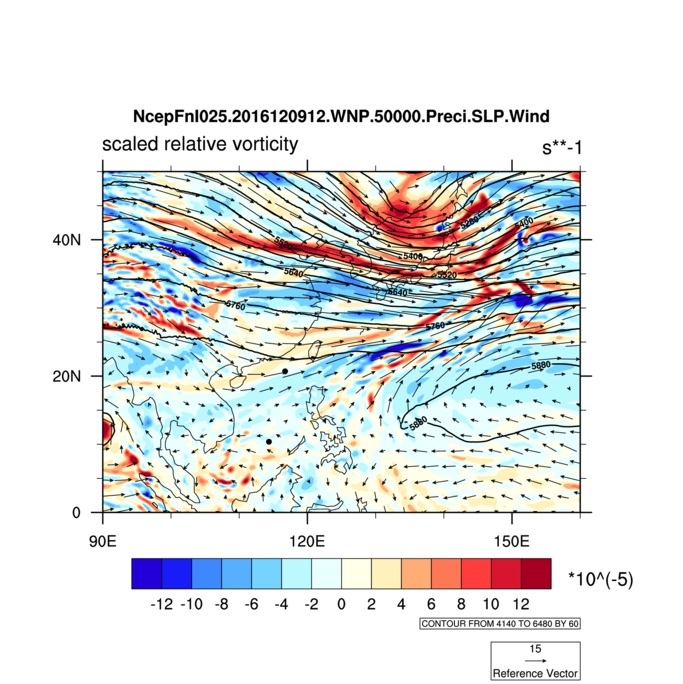 NcepFnl025.2016120912.WNP.50000.Preci.SLP.Wind
scaled relative vorticity
s**-1
5280
5400
40N
5400
5520
5640
5640
5760
5760
20N
5880
5880
0
90E
120E
150E
*10^(-5)
-12 -10 -8 -6 -4 -2 0 2 4 6 8 10 12
CONTOUR FROM 4140 TO 6480 BY 60
15
Reference Vector